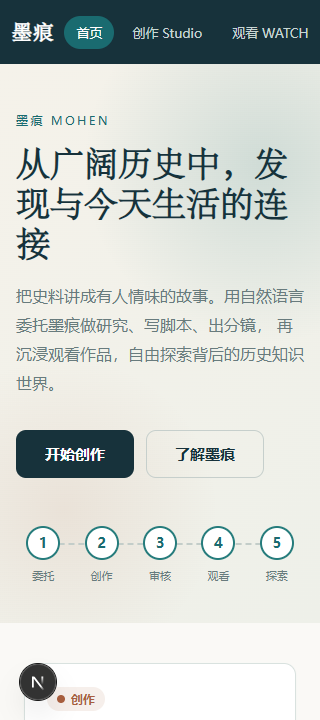 墨痕 首页 创作 Studio 观看 WATCH
墨痕 MOHEN
从广阔历史中，发
现与今天生活的连
接
把史料讲成有人情味的故事。用自然语言
委托墨痕做研究、写脚本、出分镜， 再
沉浸观看作品，自由探索背后的历史知识
世界。
开始创作 了解墨痕
1 2 3 4 5
委托 创作 审核 观看 探索
N
创作